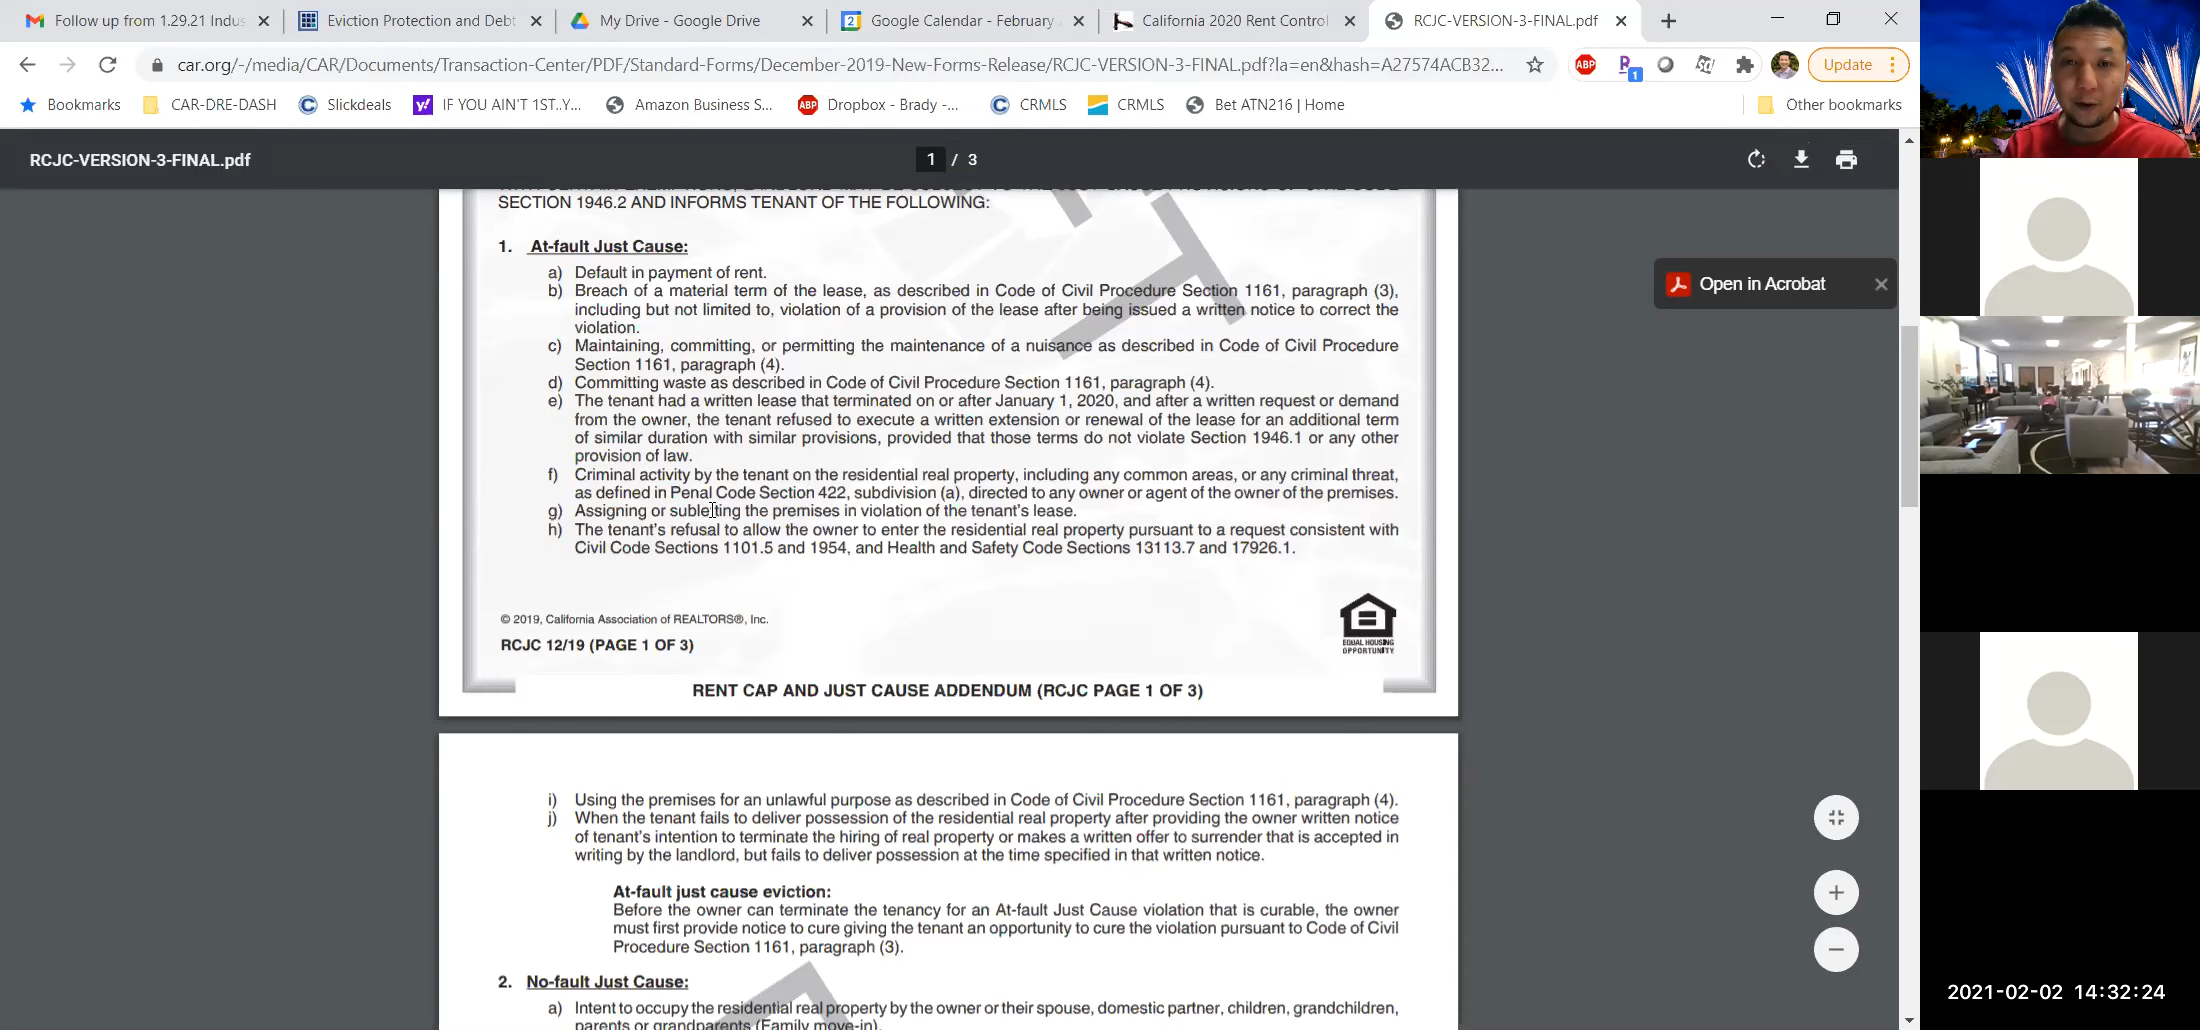 Follow up from 1.29.21 Indus
Eviction Protection and Debt
My Drive - Google Drive
2
Google Calendar - February
California 2020 Rent Control
RCJC-VERSION-3-FINAL.pdf
car.org/-/media/CAR/Documents/Transaction-Center/PDF/Standard-Forms/December-2019-New-Forms-Release/RCJC-VERSION-3-FINAL.pdf?la=en&hash=A27574ACB32...
ABP
1
Update
Bookmarks
CAR-DRE-DASH
Slickdeals
y!
IF YOU AIN'T 1ST..Y...
Amazon Business S...
ABP
Dropbox - Brady -...
CRMLS
CRMLS
Bet ATN216 | Home
Other bookmarks
RCJC-VERSION-3-FINAL.pdf
1 / 3
SECTION 1946.2 AND INFORMS TENANT OF THE FOLLOWING:
1. At-fault Just Cause:
a) Default in payment of rent.
b) Breach of a material term of the lease, as described in Code of Civil Procedure Section 1161, paragraph (3),
including but not limited to, violation of a provision of the lease after being issued a written notice to correct the
violation.
c) Maintaining, committing, or permitting the maintenance of a nuisance as described in Code of Civil Procedure
Section 1161, paragraph (4).
d) Committing waste as described in Code of Civil Procedure Section 1161, paragraph (4).
e) The tenant had a written lease that terminated on or after January 1, 2020, and after a written request or demand
from the owner, the tenant refused to execute a written extension or renewal of the lease for an additional term
of similar duration with similar provisions, provided that those terms do not violate Section 1946.1 or any other
provision of law.
f) Criminal activity by the tenant on the residential real property, including any common areas, or any criminal threat,
as defined in Penal Code Section 422, subdivision (a), directed to any owner or agent of the owner of the premises.
g) Assigning or subletting the premises in violation of the tenant's lease.
h) The tenant's refusal to allow the owner to enter the residential real property pursuant to a request consistent with
Civil Code Sections 1101.5 and 1954, and Health and Safety Code Sections 13113.7 and 17926.1.
© 2019, California Association of REALTORS®, Inc.
RCJC 12/19 (PAGE 1 OF 3)
EQUAL HOUSING
OPPORTUNITY
RENT CAP AND JUST CAUSE ADDENDUM (RCJC PAGE 1 OF 3)
i) Using the premises for an unlawful purpose as described in Code of Civil Procedure Section 1161, paragraph (4).
j) When the tenant fails to deliver possession of the residential real property after providing the owner written notice
of tenant's intention to terminate the hiring of real property or makes a written offer to surrender that is accepted in
writing by the landlord, but fails to deliver possession at the time specified in that written notice.
At-fault just cause eviction:
Before the owner can terminate the tenancy for an At-fault Just Cause violation that is curable, the owner
must first provide notice to cure giving the tenant an opportunity to cure the violation pursuant to Code of Civil
Procedure Section 1161, paragraph (3).
2. No-fault Just Cause:
a) Intent to occupy the residential real property by the owner or their spouse, domestic partner, children, grandchildren,
parents or grandparents (Family move-in).
Open in Acrobat
2021-02-02 14:32:24